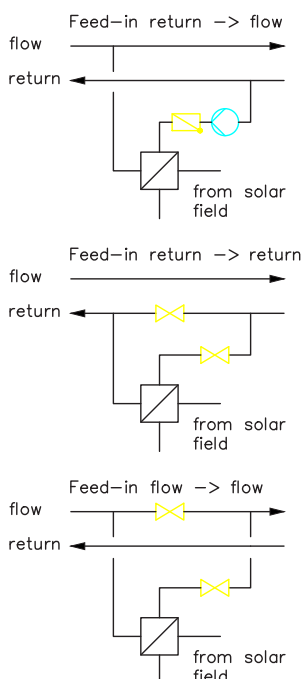 Feed-in return -> flow
flow
return
from solar
field
Feed-in return -> return
flow
return
from solar
field
Feed-in flow -> flow
flow
return
from solar
field